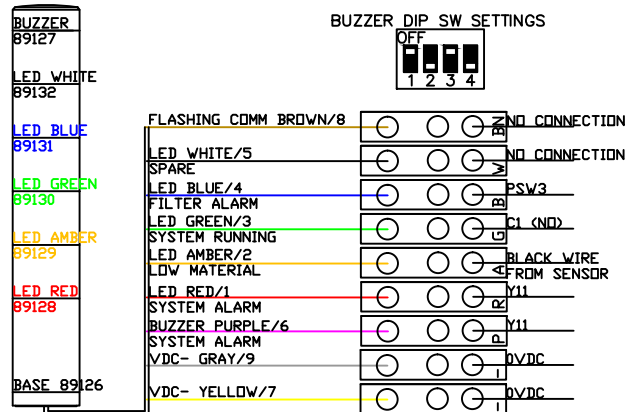 BUZZER DIP SW SETTINGS
OFF
1 2 3 4
BUZZER
89127
LED WHITE
89132
LED BLUE
89131
LED GREEN
89130
LED AMBER
89129
LED RED
89128
BASE 89126
FLASHING COMM BROWN/8 BN NO CONNECTION
LED WHITE/5 W NO CONNECTION
SPARE
LED BLUE/4 B PSW3
FILTER ALARM
LED GREEN/3 G C1 (NO)
SYSTEM RUNNING
LED AMBER/2 A BLACK WIRE
LOW MATERIAL FROM SENSOR
LED RED/1 R Y11
SYSTEM ALARM
BUZZER PURPLE/6 P Y11
SYSTEM ALARM
VDC- GRAY/9 - 0VDC
VDC- YELLOW/7 - 0VDC